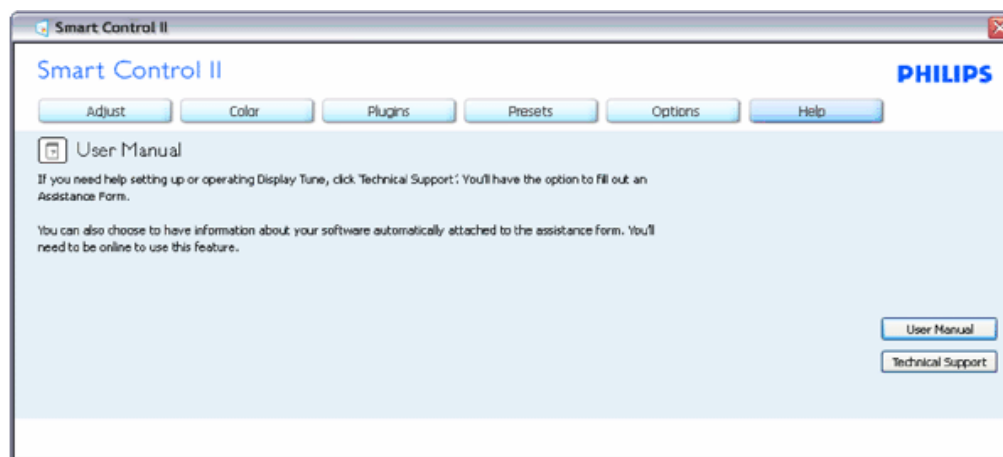 Smart Control II
Smart Control II
PHILIPS
Adjust Color Plugins Presets Options Help
User Manual
If you need help setting up or operating Display Tune, click 'Technical Support'. You'll have the option to fill out an
Assistance Form.
You can also choose to have information about your software automatically attached to the assistance form. You'll
need to be online to use this feature.
User Manual
Technical Support